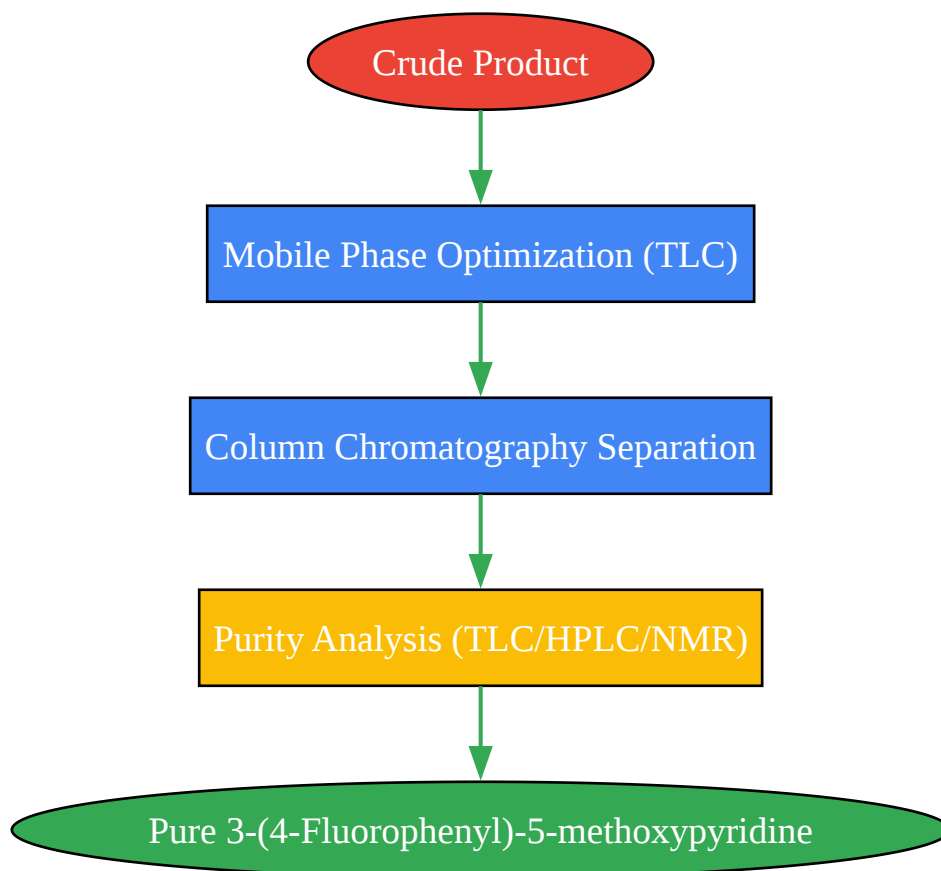 Crude Product
Mobile Phase Optimization (TLC)
Column Chromatography Separation
Purity Analysis (TLC/HPLC/NMR)
Pure 3-(4-Fluorophenyl)-5-methoxypyridine